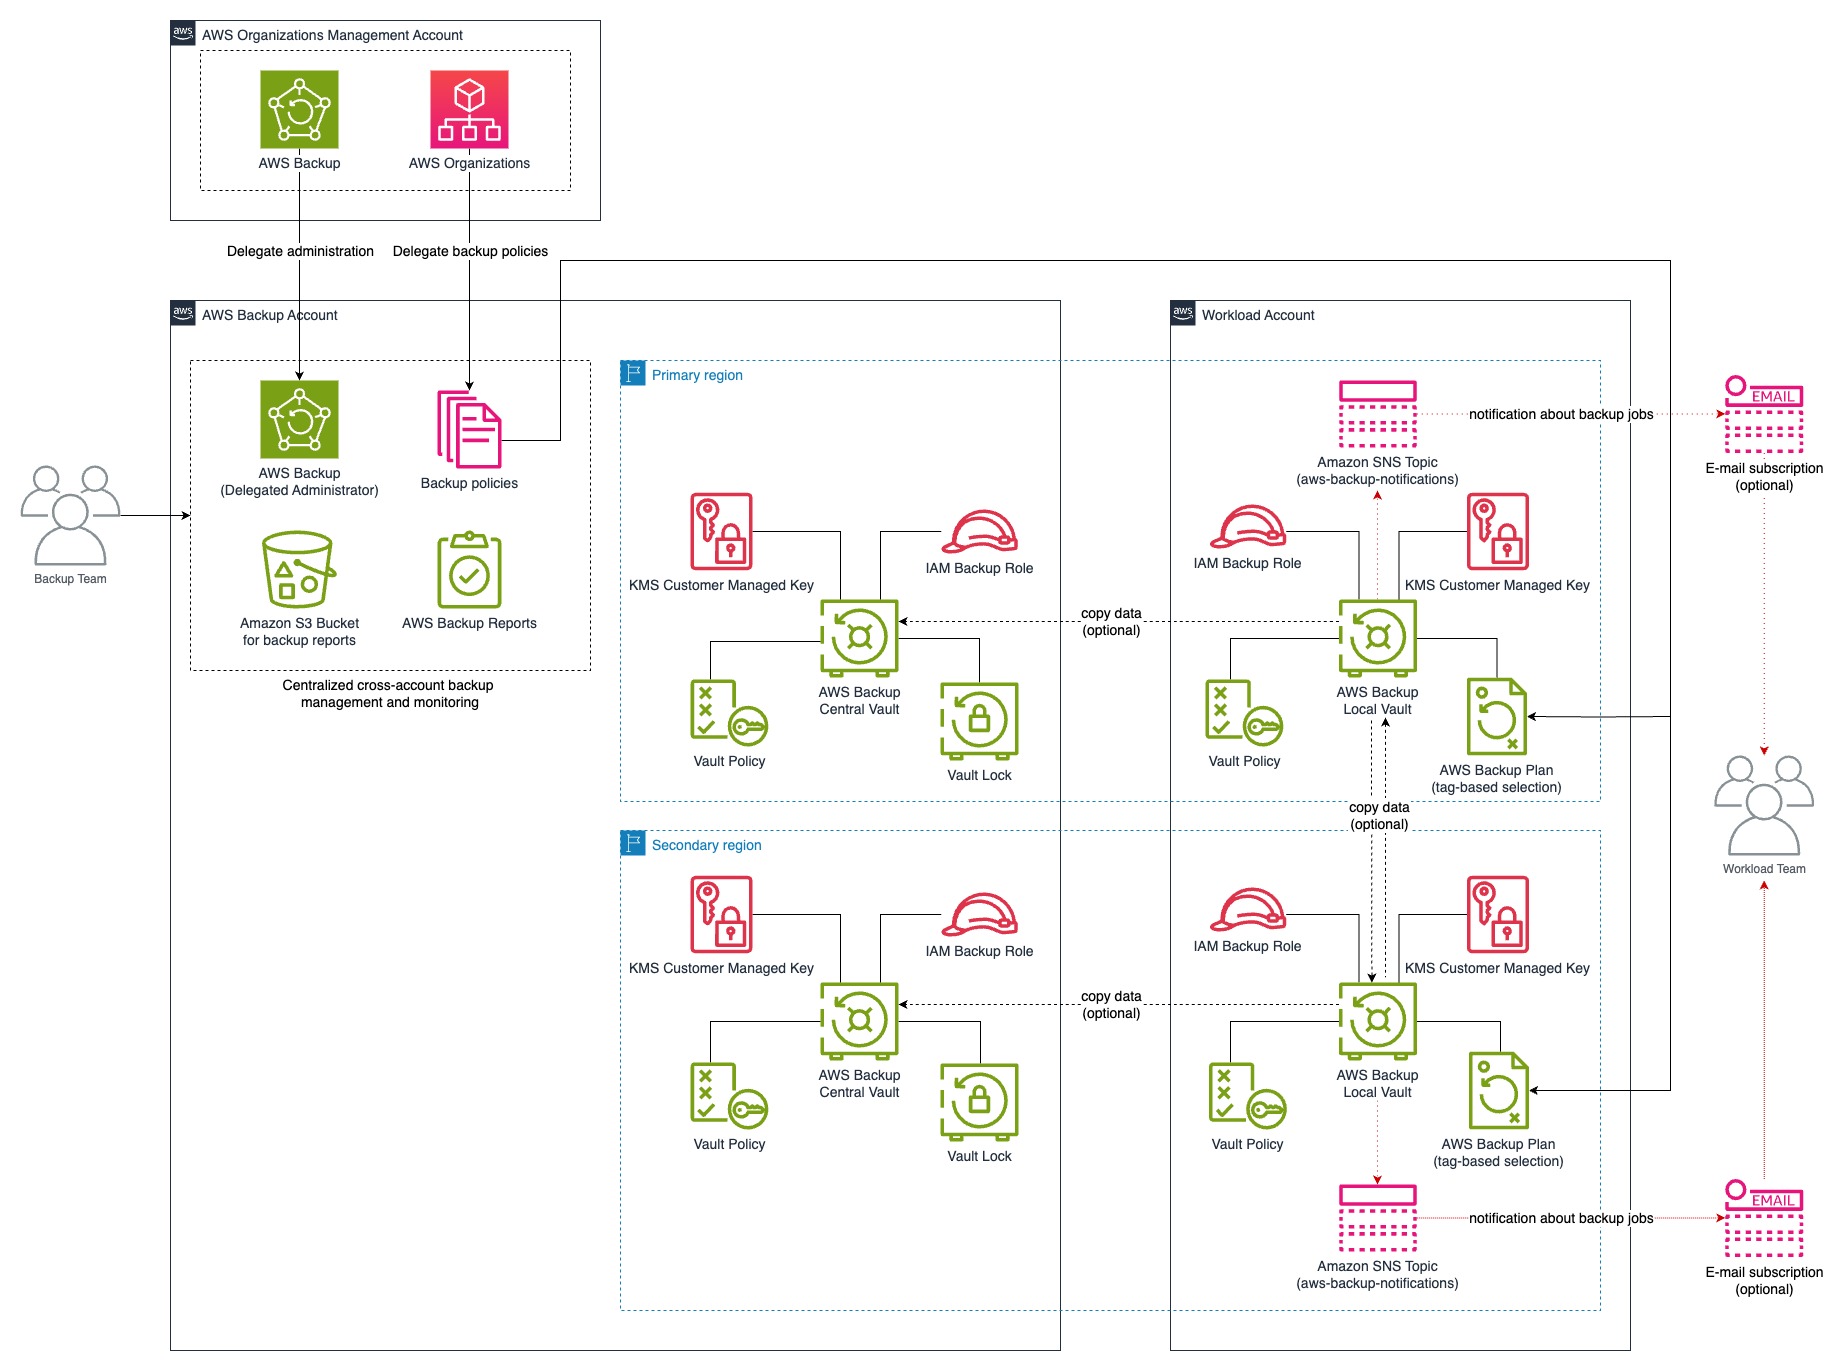 aws
AWS Organizations Management Account
AWS Backup
AWS Organizations
Delegate administration
Delegate backup policies
aws
AWS Backup Account
AWS Backup
(Delegated Administrator)
Backup policies
Amazon S3 Bucket
for backup reports
AWS Backup Reports
Centralized cross-account backup
management and monitoring
Backup Team
aws
Workload Account
Primary region
KMS Customer Managed Key
IAM Backup Role
AWS Backup
Central Vault
Vault Policy
Vault Lock
copy data
(optional)
Amazon SNS Topic
(aws-backup-notifications)
notification about backup jobs
IAM Backup Role
KMS Customer Managed Key
AWS Backup
Local Vault
Vault Policy
AWS Backup Plan
(tag-based selection)
copy data
(optional)
EMAIL
E-mail subscription
(optional)
Workload Team
Secondary region
KMS Customer Managed Key
IAM Backup Role
AWS Backup
Central Vault
Vault Policy
Vault Lock
copy data
(optional)
IAM Backup Role
KMS Customer Managed Key
AWS Backup
Local Vault
Vault Policy
AWS Backup Plan
(tag-based selection)
Amazon SNS Topic
(aws-backup-notifications)
notification about backup jobs
EMAIL
E-mail subscription
(optional)